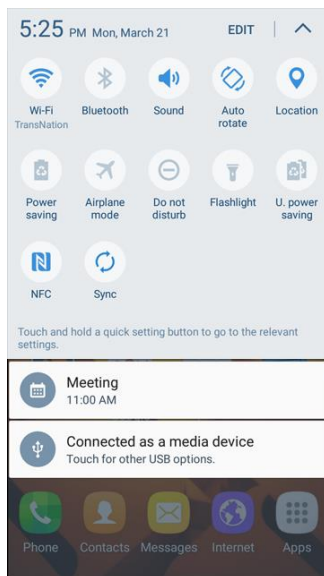 5:25 PM Mon, March 21 EDIT
Wi-Fi Bluetooth Sound Auto rotate Location
TransNation
Power saving Airplane mode Do not disturb Flashlight U. power saving
NFC Sync
Touch and hold a quick setting button to go to the relevant
settings.
Meeting
11:00 AM
Connected as a media device
Touch for other USB options.
Phone Contacts Messages Internet Apps